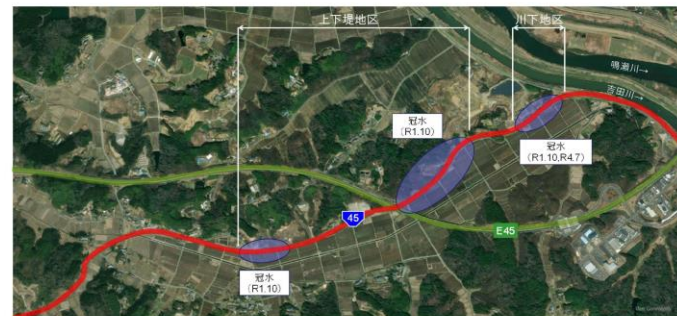 上下堤地区
川下地区
鳴瀬川→
吉田川→
冠水
(R1.10)
冠水
(R1.10,R4.7)
45
E45
冠水
(R1.10)